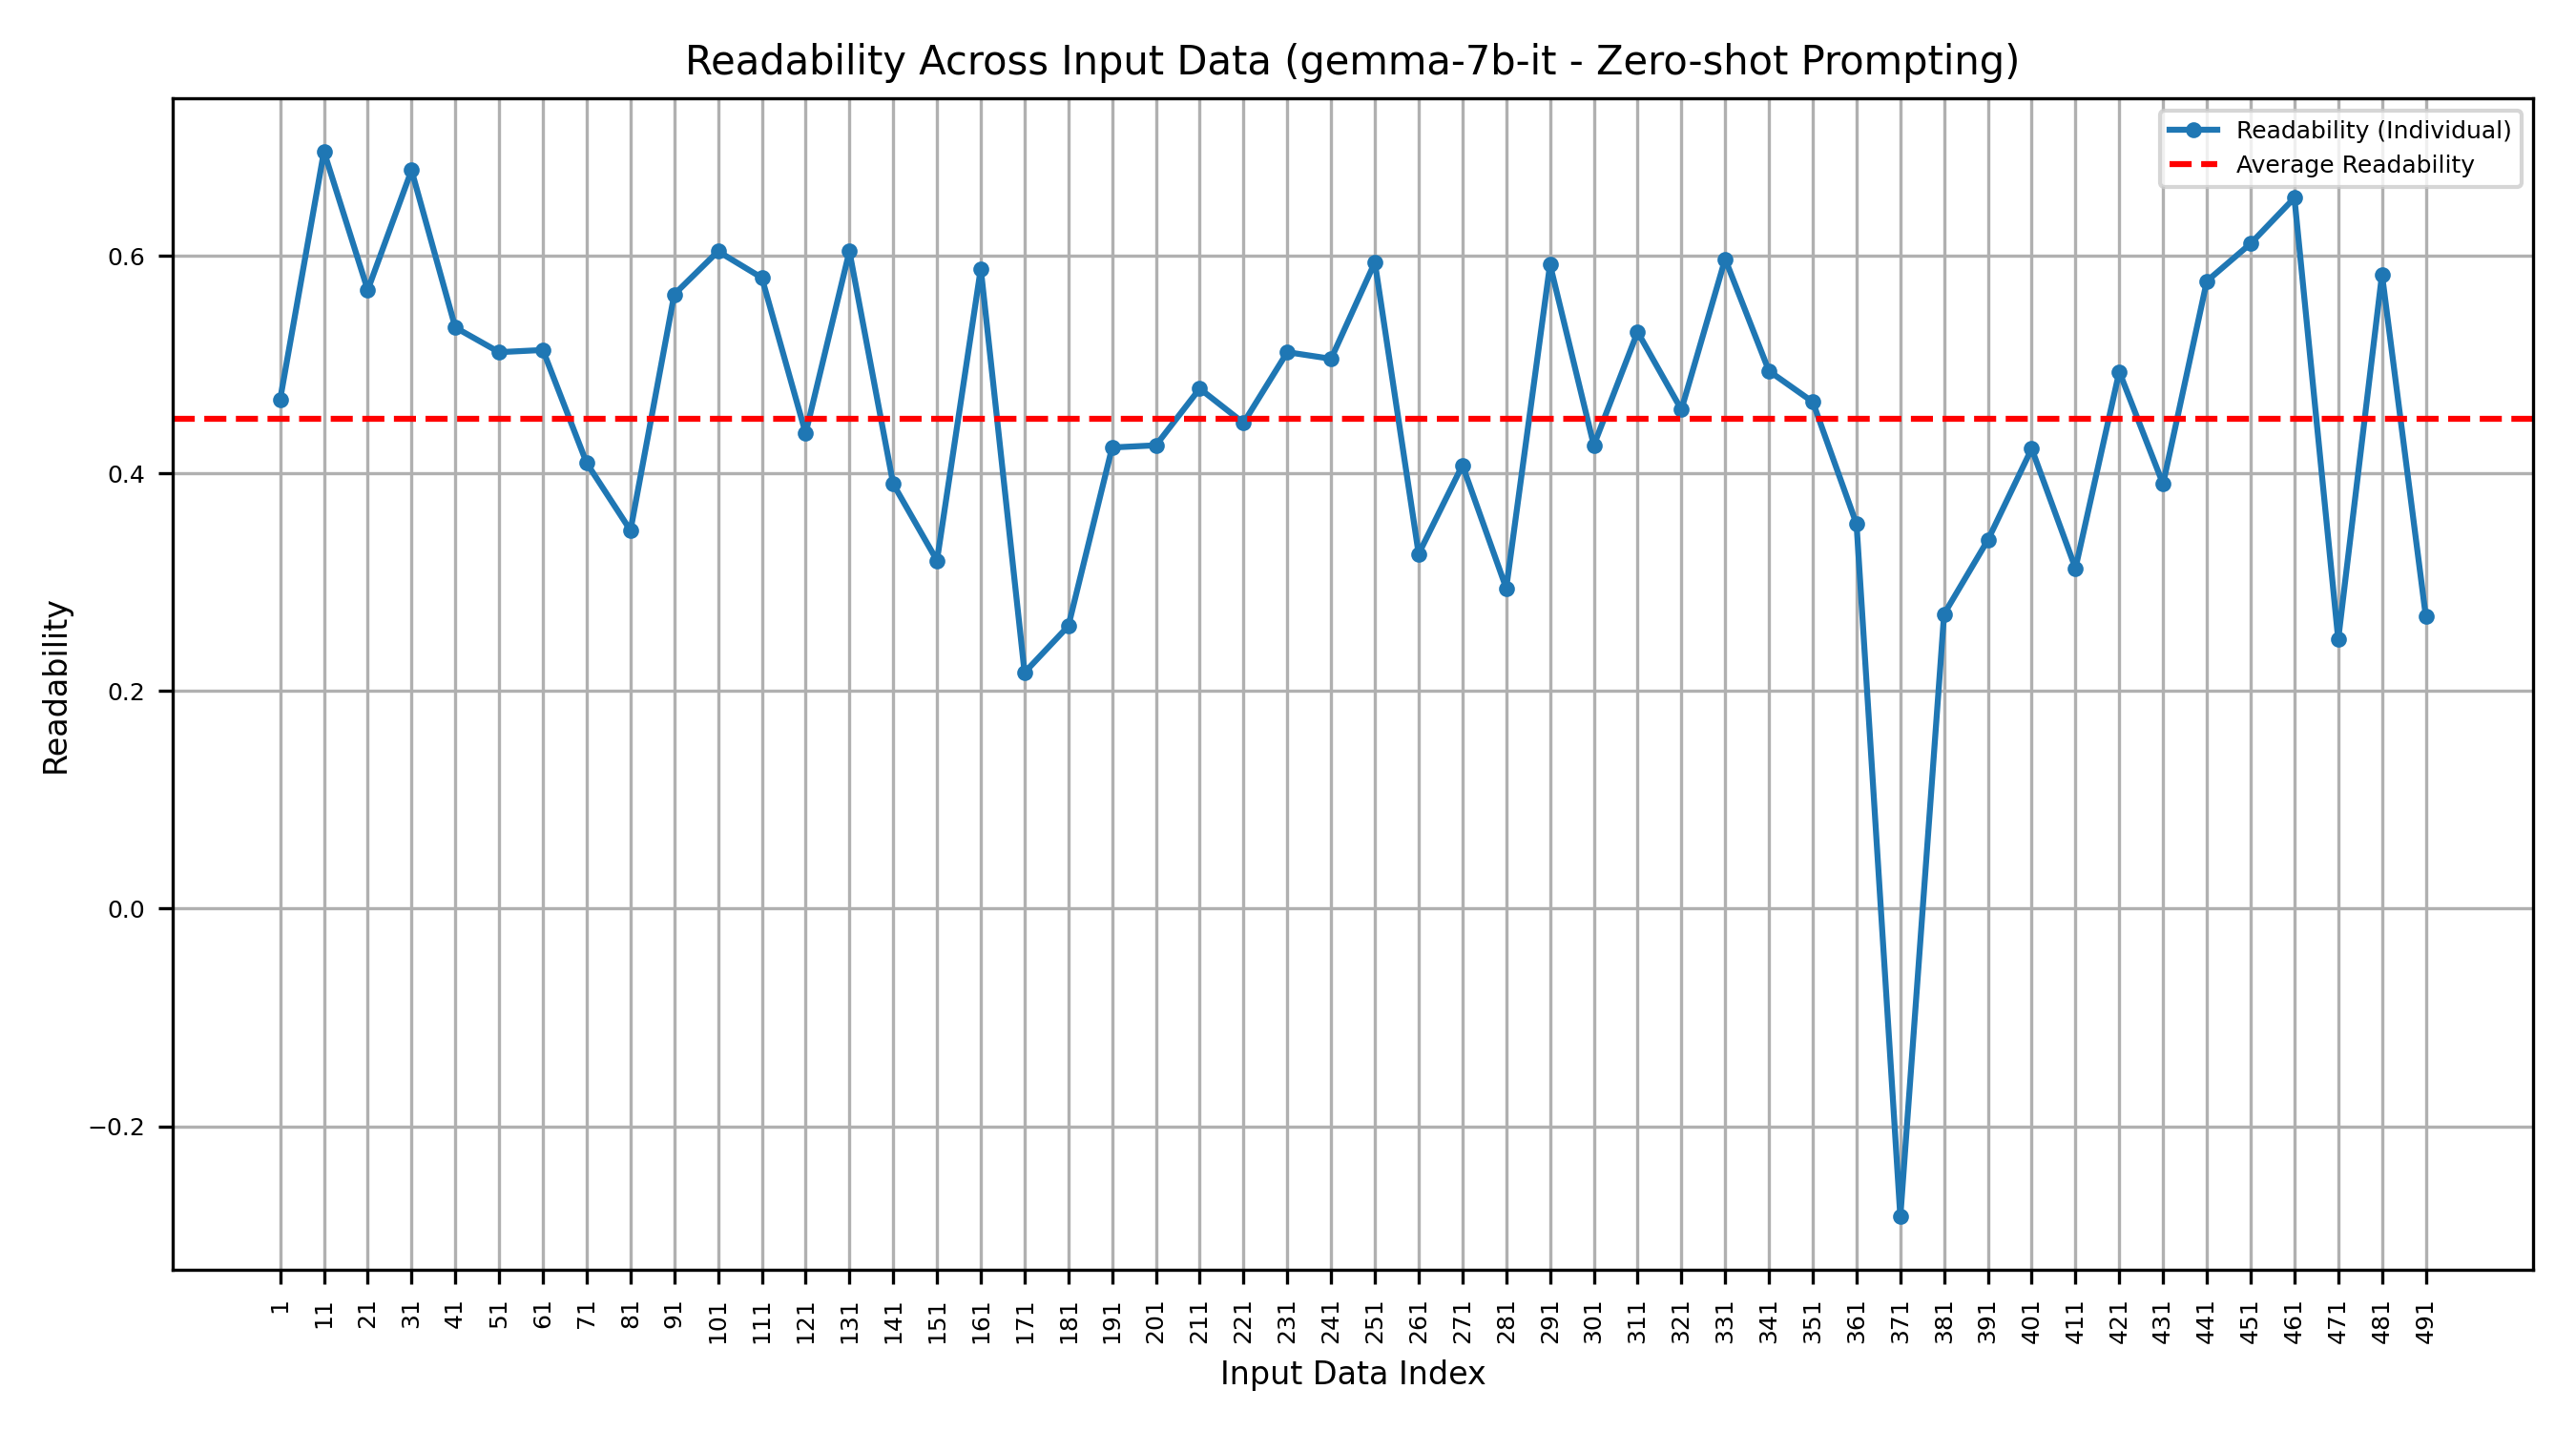 Readability Across Input Data (gemma-7b-it - Zero-shot Prompting)
Readability (Individual)
Average Readability
Readability
0.6
0.4
0.2
0.0
−0.2
1 11 21 31 41 51 61 71 81 91 101 111 121 131 141 151 161 171 181 191 201 211 221 231 241 251 261 271 281 291 301 311 321 331 341 351 361 371 381 391 401 411 421 431 441 451 461 471 481 491
Input Data Index